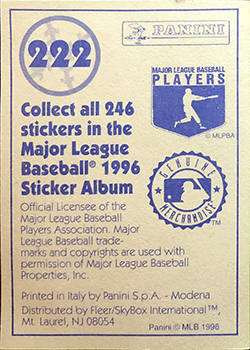 222
PANINI
MAJOR LEAGUE BASEBALL
PLAYERS
© MLBPA
Collect all 246
stickers in the
Major League
Baseball® 1996
Sticker Album
GENUINE
MERCHANDISE
TM
Official Licensee of the
Major League Baseball
Players Association. Major
League Baseball trade-
marks and copyrights are used with
permission of Major League Baseball
Properties, Inc.
Printed in Italy by Panini S.p.A. - Modena
Distributed by Fleer/SkyBox International™,
Mt. Laurel, NJ 08054
Panini © MLB 1996